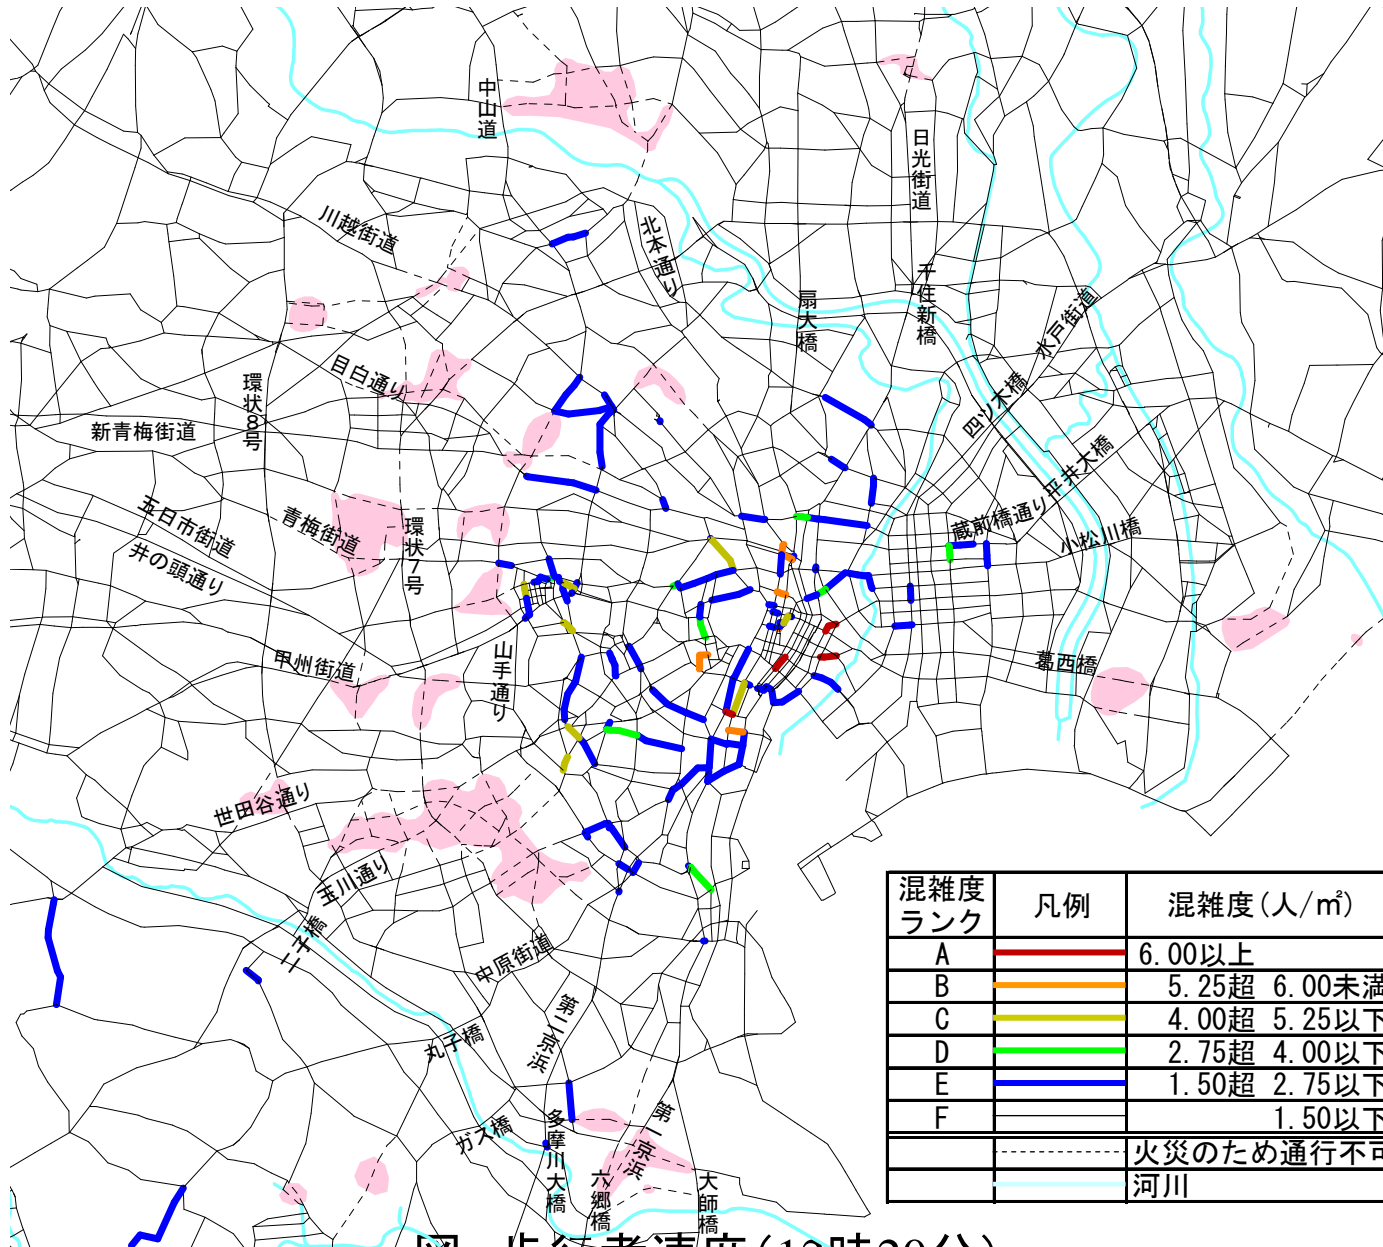 中山道
日光街道
川越街道
北本通り
千住新橋
扇大橋
水戸街道
目白通り
環状8号
四ツ木橋
新青梅街道
平井大橋
五日市街道
青梅街道
環状7号
蔵前橋通り
小松川橋
井の頭通り
甲州街道
山手通り
葛西橋
世田谷通り
玉川通り
二子橋
中原街道
第二京浜
丸子橋
ガス橋
多摩川大橋
第一京浜
六郷橋
大師橋
混雑度ランク 凡例 混雑度(人/㎡)
A 6.00以上
B 5.25超 6.00未満
C 4.00超 5.25以下
D 2.75超 4.00以下
E 1.50超 2.75以下
F 1.50以下
火災のため通行不可
河川